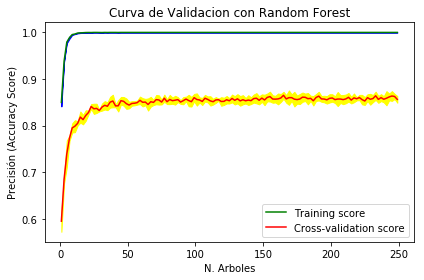 Curva de Validacion con Random Forest
Precisión (Accuracy Score)
1.0
0.9
0.8
0.7
0.6
0
50
100
150
200
250
N. Arboles
Training score
Cross-validation score